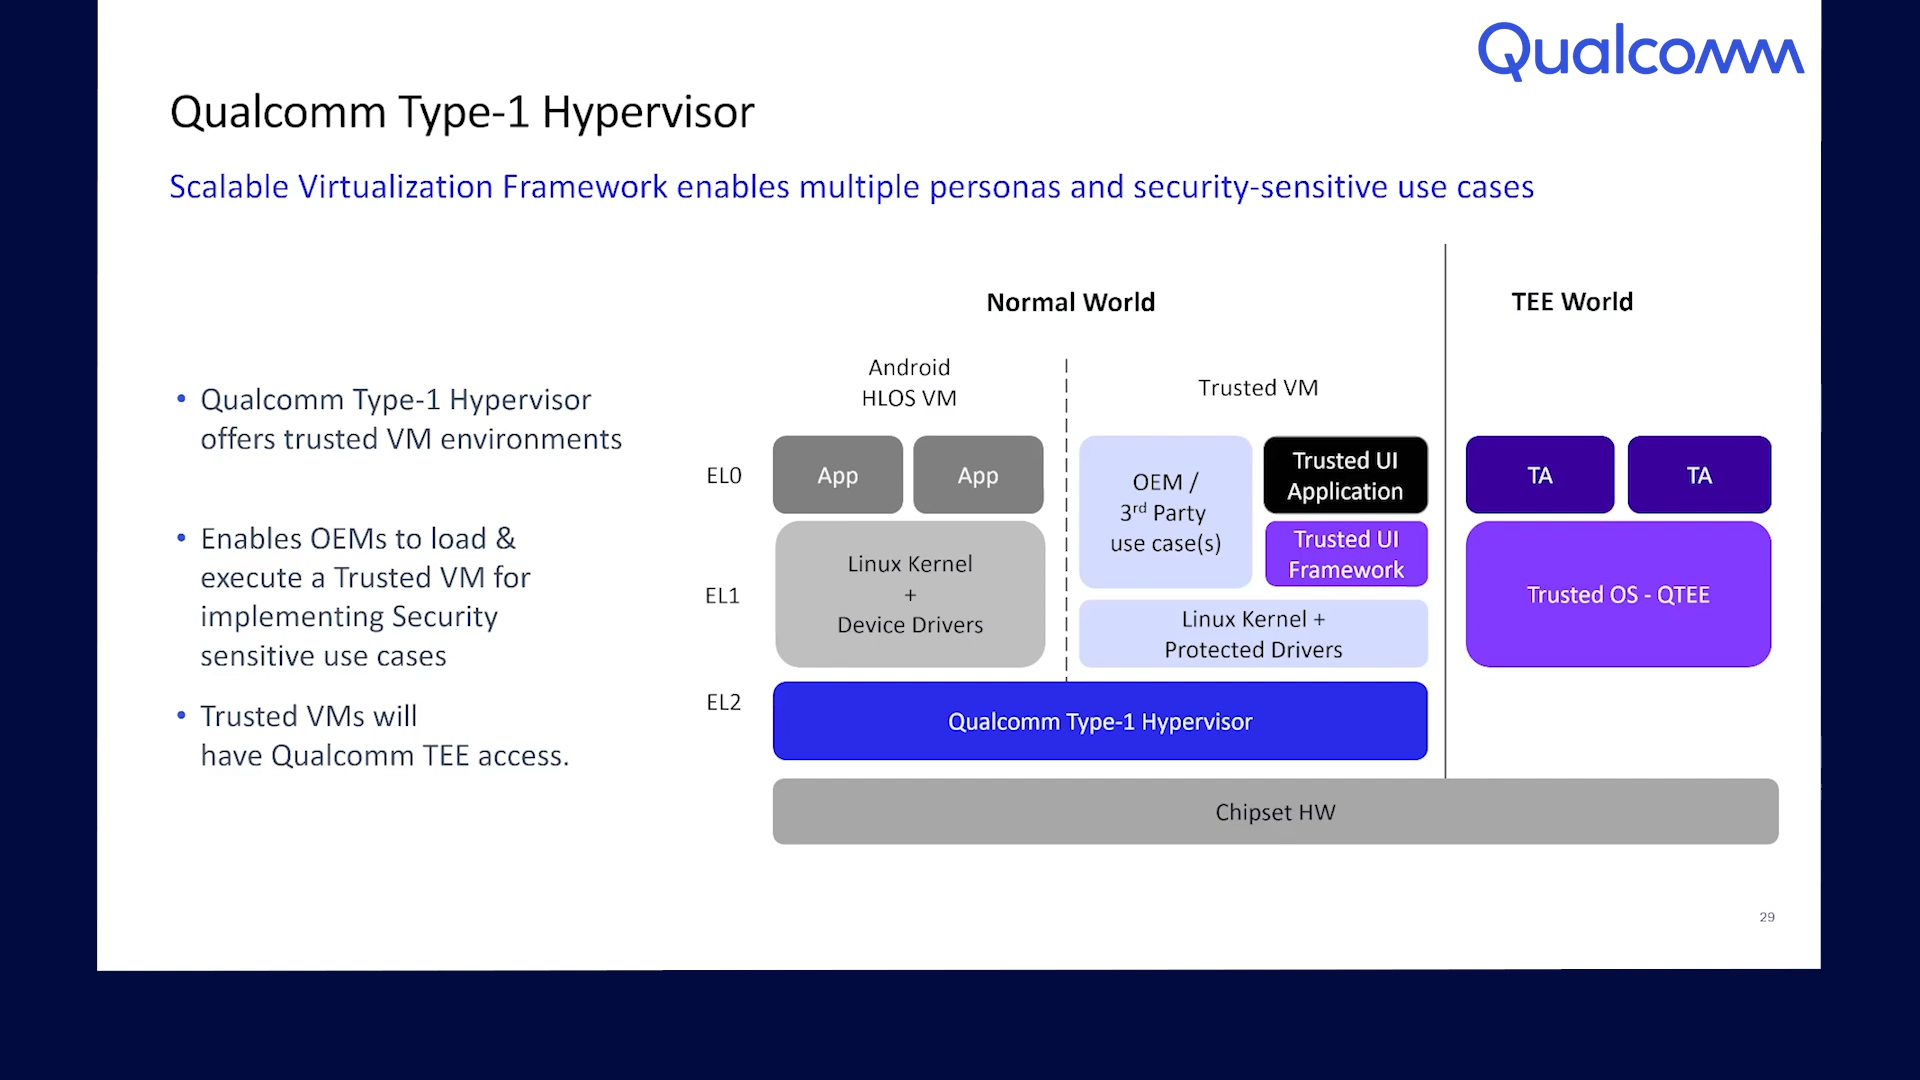 Qualcomm
Qualcomm Type-1 Hypervisor
Scalable Virtualization Framework enables multiple personas and security-sensitive use cases
• Qualcomm Type-1 Hypervisor
offers trusted VM environments
• Enables OEMs to load &
execute a Trusted VM for
implementing Security
sensitive use cases
• Trusted VMs will
have Qualcomm TEE access.
Normal World
TEE World
Android
HLOS VM
Trusted VM
EL0
App
App
OEM /
3rd Party
use case(s)
Trusted UI
Application
TA
TA
EL1
Linux Kernel
+
Device Drivers
Trusted UI
Framework
Linux Kernel +
Protected Drivers
Trusted OS - QTEE
EL2
Qualcomm Type-1 Hypervisor
Chipset HW
29